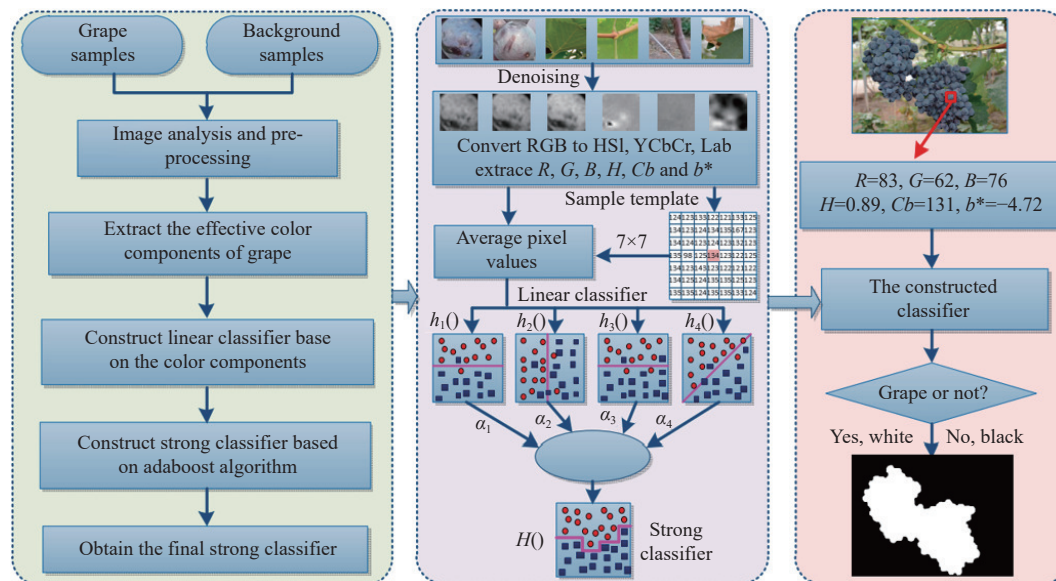 Grape samples
Background samples
Image analysis and pre-
processing
Extract the effective color
components of grape
Construct linear classifier base
on the color components
Construct strong classifier based
on adaboost algorithm
Obtain the final strong classifier
Denoising
Convert RGB to HSI, YCbCr, Lab
extrace R, G, B, H, Cb and b*
Sample template
Average pixel
values
7×7
Linear classifier
h₁()
h₂()
h₃()
h₄()
α₁
α₂
α₃
α₄
H()
Strong
classifier
R=83, G=62, B=76
H=0.89, Cb=131, b*=−4.72
The constructed
classifier
Grape or not?
Yes, white
No, black